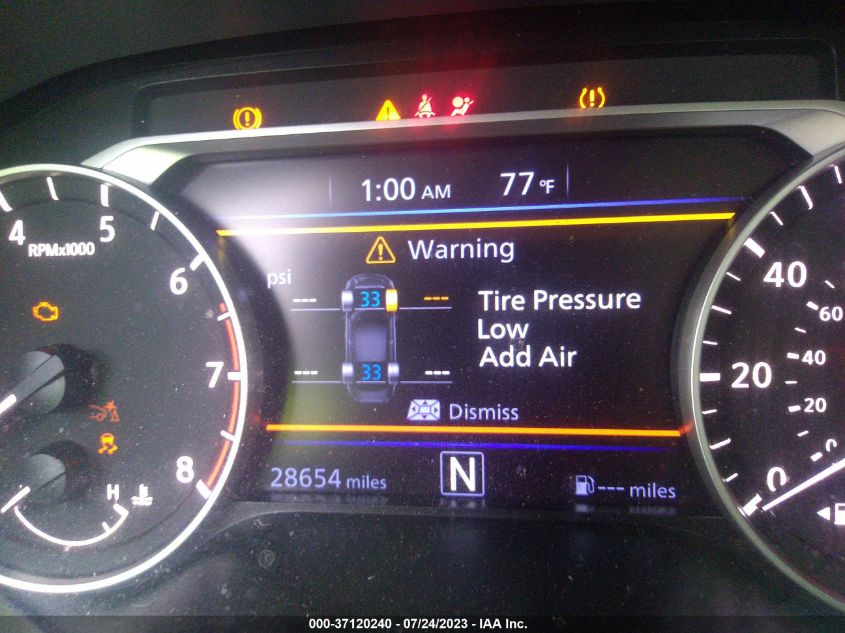 1:00 AM 77 °F
Warning
psi
--- 33 ---
Tire Pressure
Low
Add Air
--- 33 ---
Dismiss
28654 miles N --- miles
4 5 6 7 8
RPMx1000
H
40 20 0
60 40 20 0
000-37120240 - 07/24/2023 - IAA Inc.